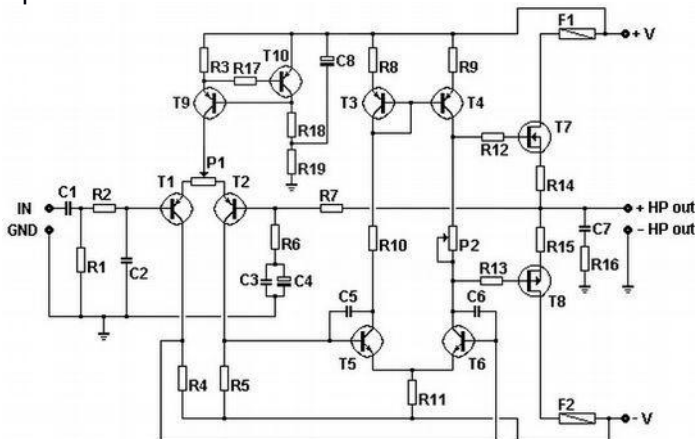 F1
+ V
R3
T10
R17
C8
R8
R9
T9
T3
T4
R18
R12
T7
R19
R14
P1
T1
T2
C1
R2
R7
IN
+ HP out
GND
- HP out
R6
R15
C7
R1
C2
C3
C4
R10
P2
R13
R16
T8
C5
C6
T5
T6
R4
R5
R11
F2
- V